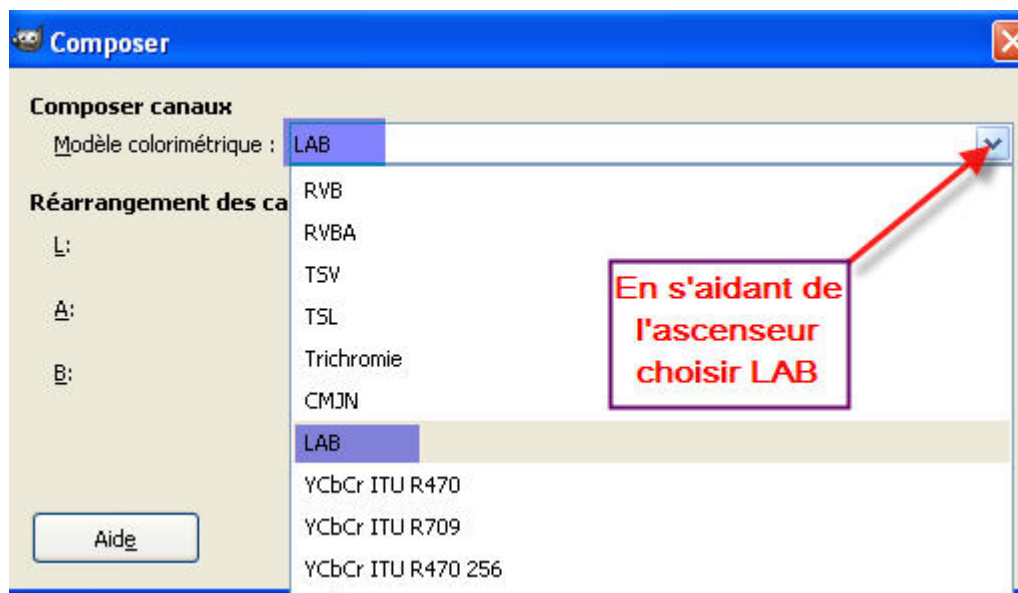 Composer
Composer canaux
Modèle colorimétrique : LAB
RVB
Réarrangement des ca
RVBA
L:
TSV
A:
TSL
B:
Trichromie
CMJN
LAB
YCbCr ITU R470
YCbCr ITU R709
YCbCr ITU R470 256
Aide
En s'aidant de
l'ascenseur
choisir LAB